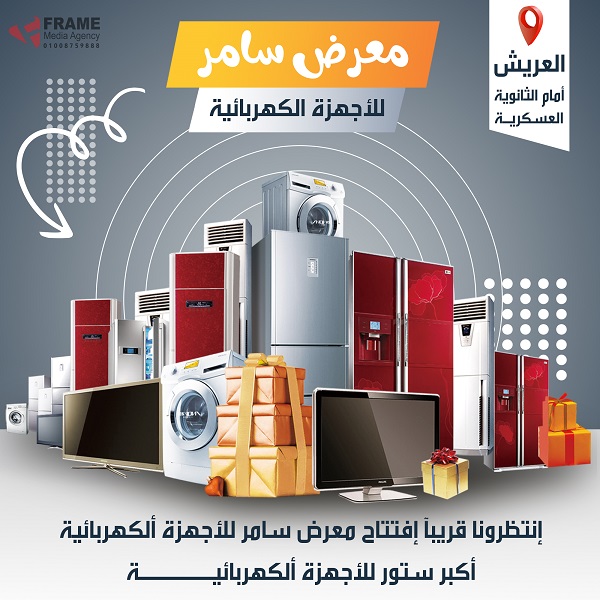 FRAME
Media Agency
01008759888
معرض سامر
للأجهزة الكهربائية
العريش
أمام الثانوية
العسكرية
إنتظرونا قريباً إفتتاح معرض سامر للأجهزة ألكهربائية
أكبر ستور للأجهزة ألكهربائيـــــــــــة